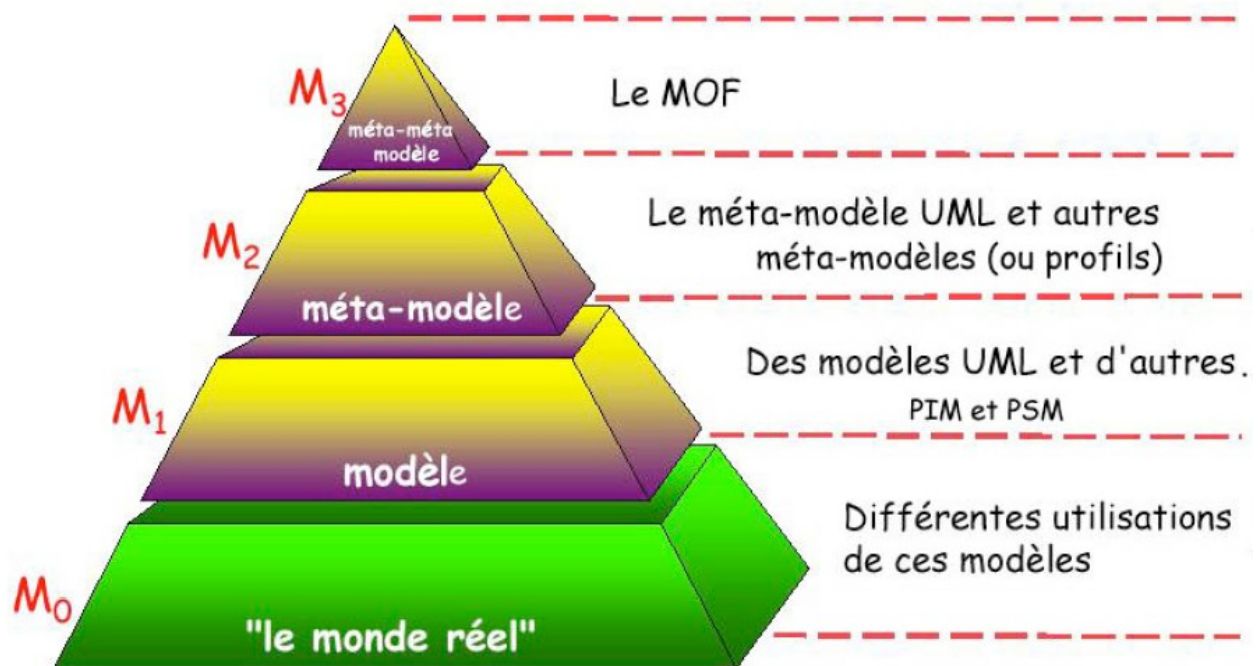 M3
méta-méta
modèle
Le MOF
M2
méta-modèle
Le méta-modèle UML et autres
méta-modèles (ou profils)
M1
modèle
Des modèles UML et d'autres.
PIM et PSM
M0
"le monde réel"
Différentes utilisations
de ces modèles